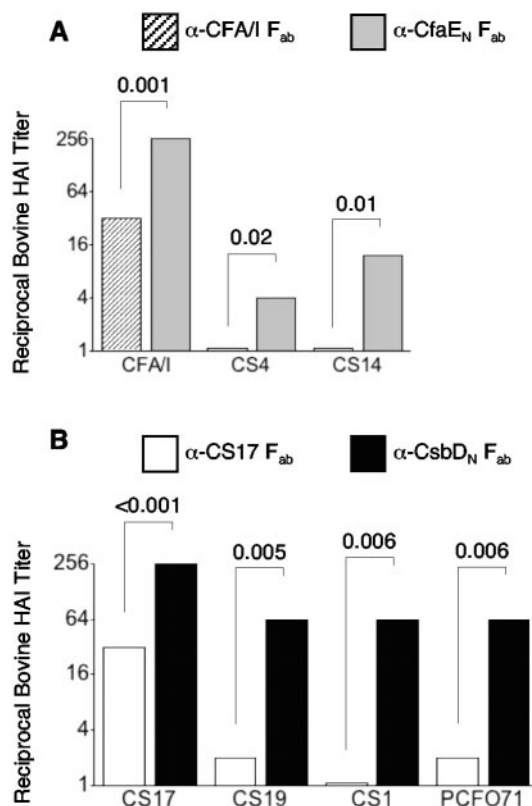 A
α-CFA/I Fab α-CfaEN Fab
Reciprocal Bovine HAI Titer
256
64
16
4
1
0.001
0.02
0.01
CFA/I CS4 CS14
B
α-CS17 Fab α-CsbDN Fab
Reciprocal Bovine HAI Titer
256
64
16
4
1
<0.001
0.005
0.006
0.006
CS17 CS19 CS1 PCFO71